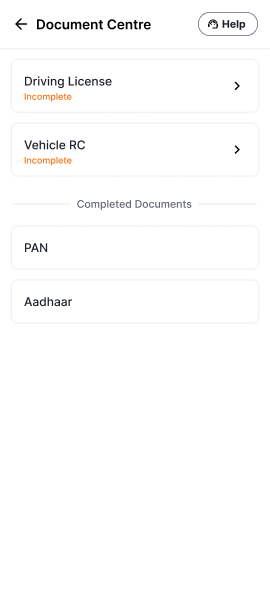 Document Centre
Help
Driving License
Incomplete
Vehicle RC
Incomplete
Completed Documents
PAN
Aadhaar